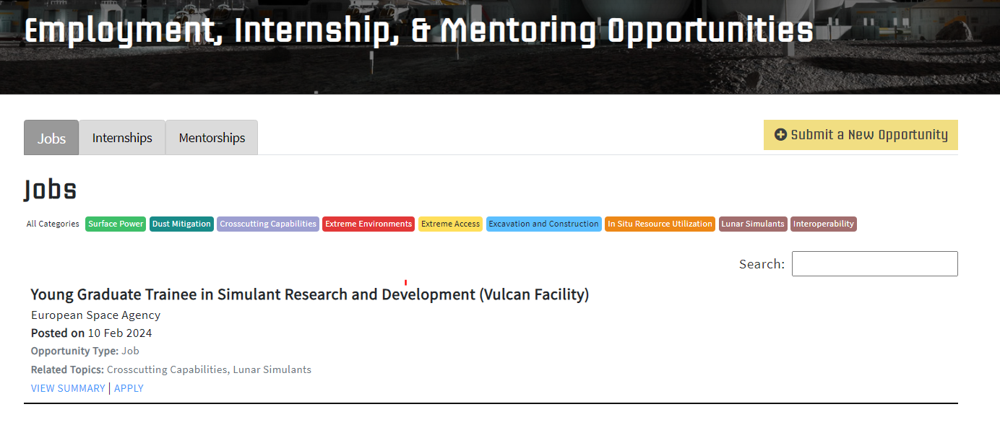 Employment, Internship, & Mentoring Opportunities
Jobs Internships Mentorships Submit a New Opportunity
Jobs
All Categories Surface Power Dust Mitigation Crosscutting Capabilities Extreme Environments Extreme Access Excavation and Construction In Situ Resource Utilization Lunar Simulants Interoperability
Search:
Young Graduate Trainee in Simulant Research and Development (Vulcan Facility)
European Space Agency
Posted on 10 Feb 2024
Opportunity Type: Job
Related Topics: Crosscutting Capabilities, Lunar Simulants
VIEW SUMMARY | APPLY